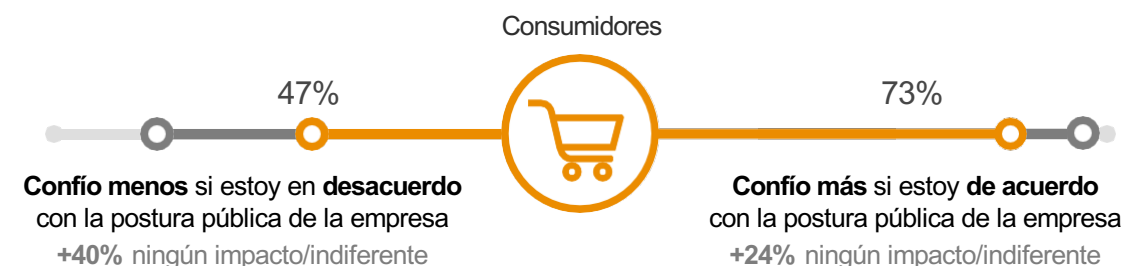 Consumidores
47%
73%
Confío menos si estoy en desacuerdo
con la postura pública de la empresa
+40% ningún impacto/indiferente
Confío más si estoy de acuerdo
con la postura pública de la empresa
+24% ningún impacto/indiferente